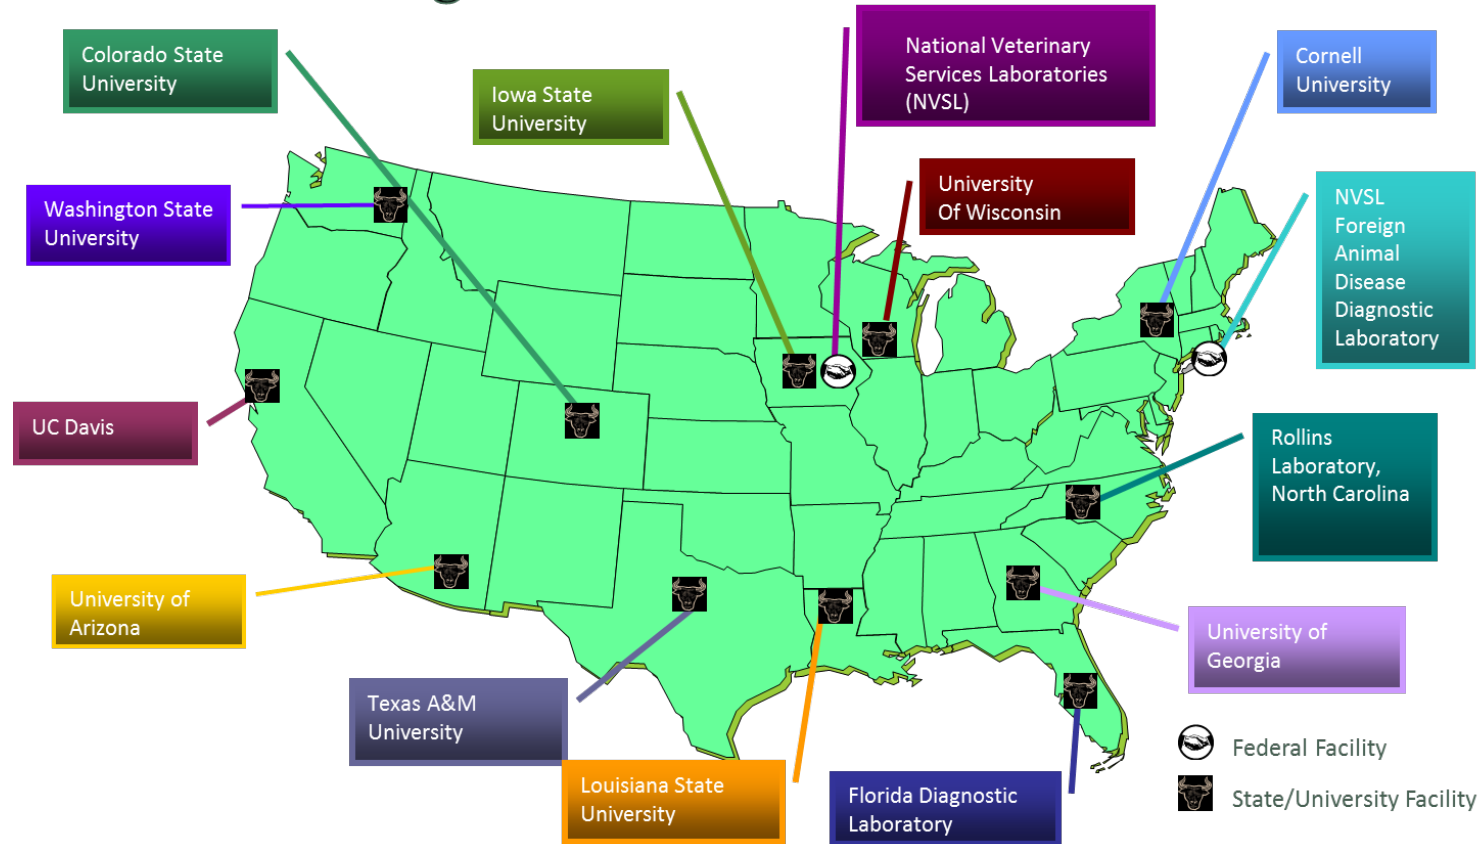 Colorado State
University
Iowa State
University
National Veterinary
Services Laboratories
(NVSL)
Cornell
University
Washington State
University
University
Of Wisconsin
NVSL
Foreign
Animal
Disease
Diagnostic
Laboratory
UC Davis
Rollins
Laboratory,
North Carolina
University of
Arizona
University of
Georgia
Texas A&M
University
Louisiana State
University
Florida Diagnostic
Laboratory
Federal Facility
State/University Facility